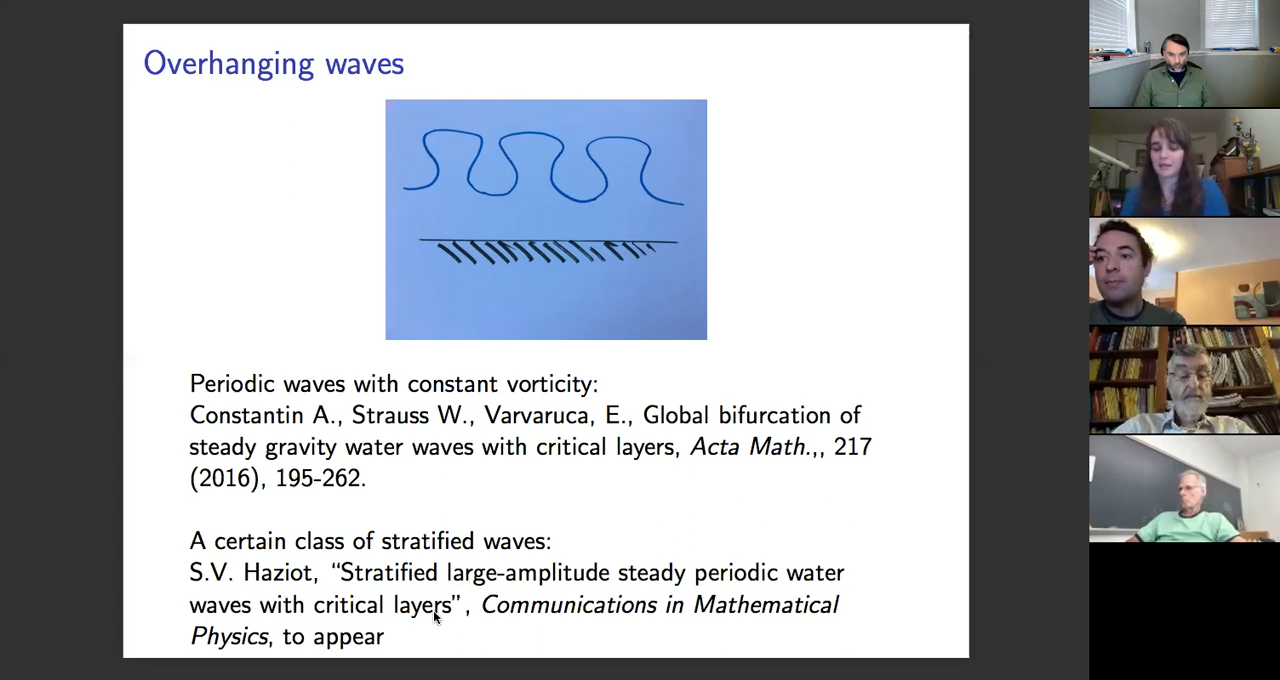 Overhanging waves
Periodic waves with constant vorticity:
Constantin A., Strauss W., Varvaruca, E., Global bifurcation of
steady gravity water waves with critical layers, Acta Math.,, 217
(2016), 195-262.
A certain class of stratified waves:
S.V. Haziot, “Stratified large-amplitude steady periodic water
waves with critical layers”, Communications in Mathematical
Physics, to appear